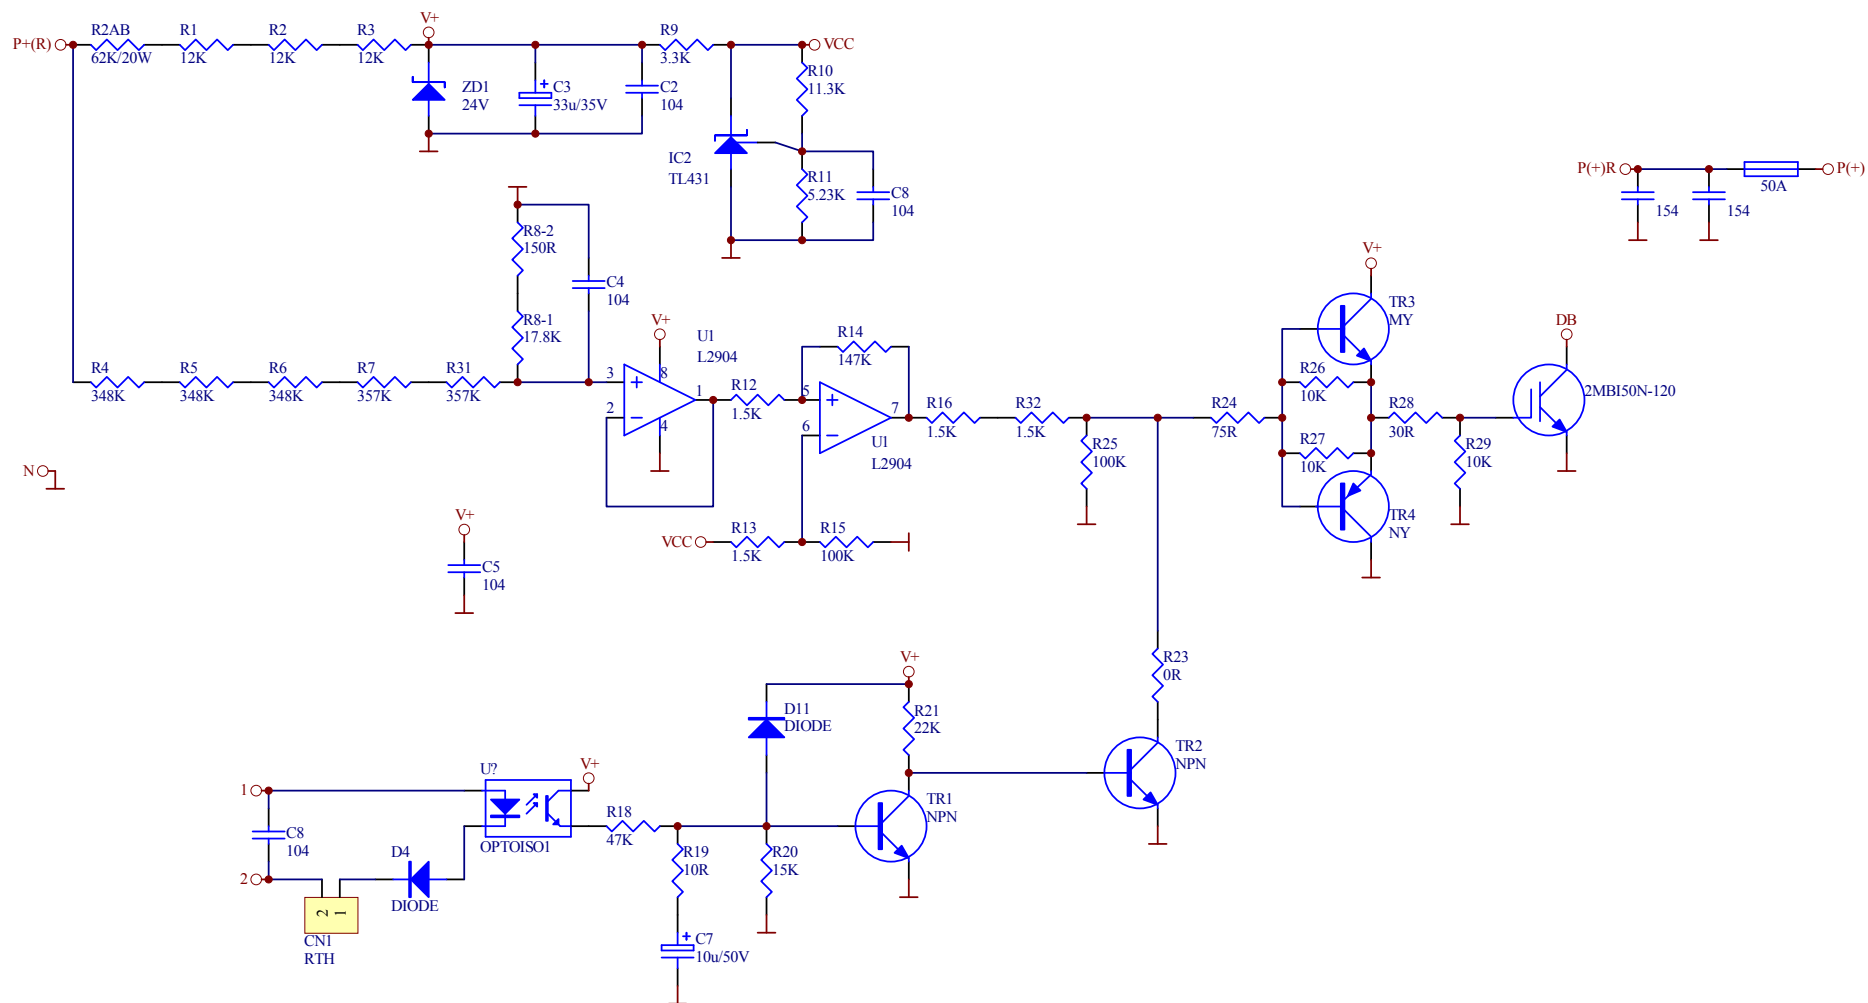 P+(R)
R2AB
62K/20W
R1
12K
R2
12K
R3
12K
V+
ZD1
24V
+
C3
33u/35V
C2
104
R9
3.3K
VCC
R10
11.3K
IC2
TL431
R11
5.23K
C8
104
P(+)R
154
154
50A
P(+)
R8-2
150R
R8-1
17.8K
C4
104
R4
348K
R5
348K
R6
348K
R7
357K
R31
357K
V+
U1
L2904
3
2
8
1
4
R12
1.5K
R14
147K
5
6
7
U1
L2904
R16
1.5K
R32
1.5K
R25
100K
R24
75R
V+
TR3
MY
R26
10K
R27
10K
TR4
NY
R28
30R
R29
10K
DB
2MBI50N-120
N
V+
C5
104
VCC
R13
1.5K
R15
100K
R23
0R
V+
D11
DIODE
R21
22K
TR2
NPN
1
2
C8
104
D4
DIODE
2
1
CN1
RTH
U?
OPTOISO1
V+
R18
47K
R19
10R
R20
15K
TR1
NPN
+
C7
10u/50V